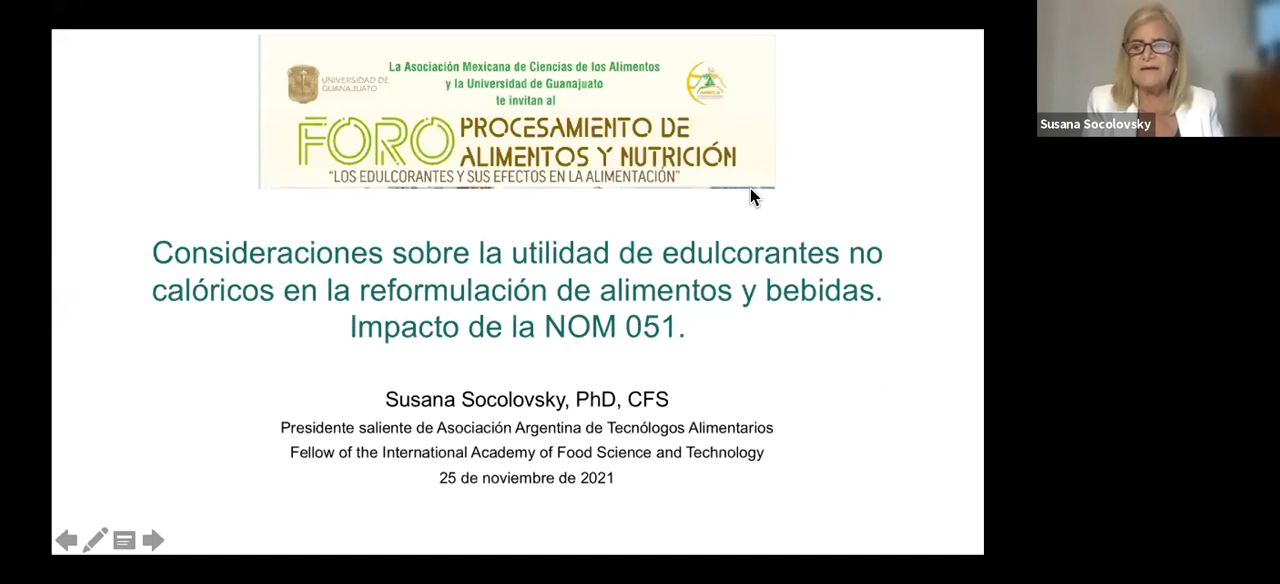 La Asociación Mexicana de Ciencias de los Alimentos
y la Universidad de Guanajuato
te invitan al
UNIVERSIDAD DE
GUANAJUATO
FORO PROCESAMIENTO DE
ALIMENTOS Y NUTRICIÓN
“LOS EDULCORANTES Y SUS EFECTOS EN LA ALIMENTACIÓN”
Consideraciones sobre la utilidad de edulcorantes no
calóricos en la reformulación de alimentos y bebidas.
Impacto de la NOM 051.
Susana Socolovsky, PhD, CFS
Presidente saliente de Asociación Argentina de Tecnólogos Alimentarios
Fellow of the International Academy of Food Science and Technology
25 de noviembre de 2021
Susana Socolovsky